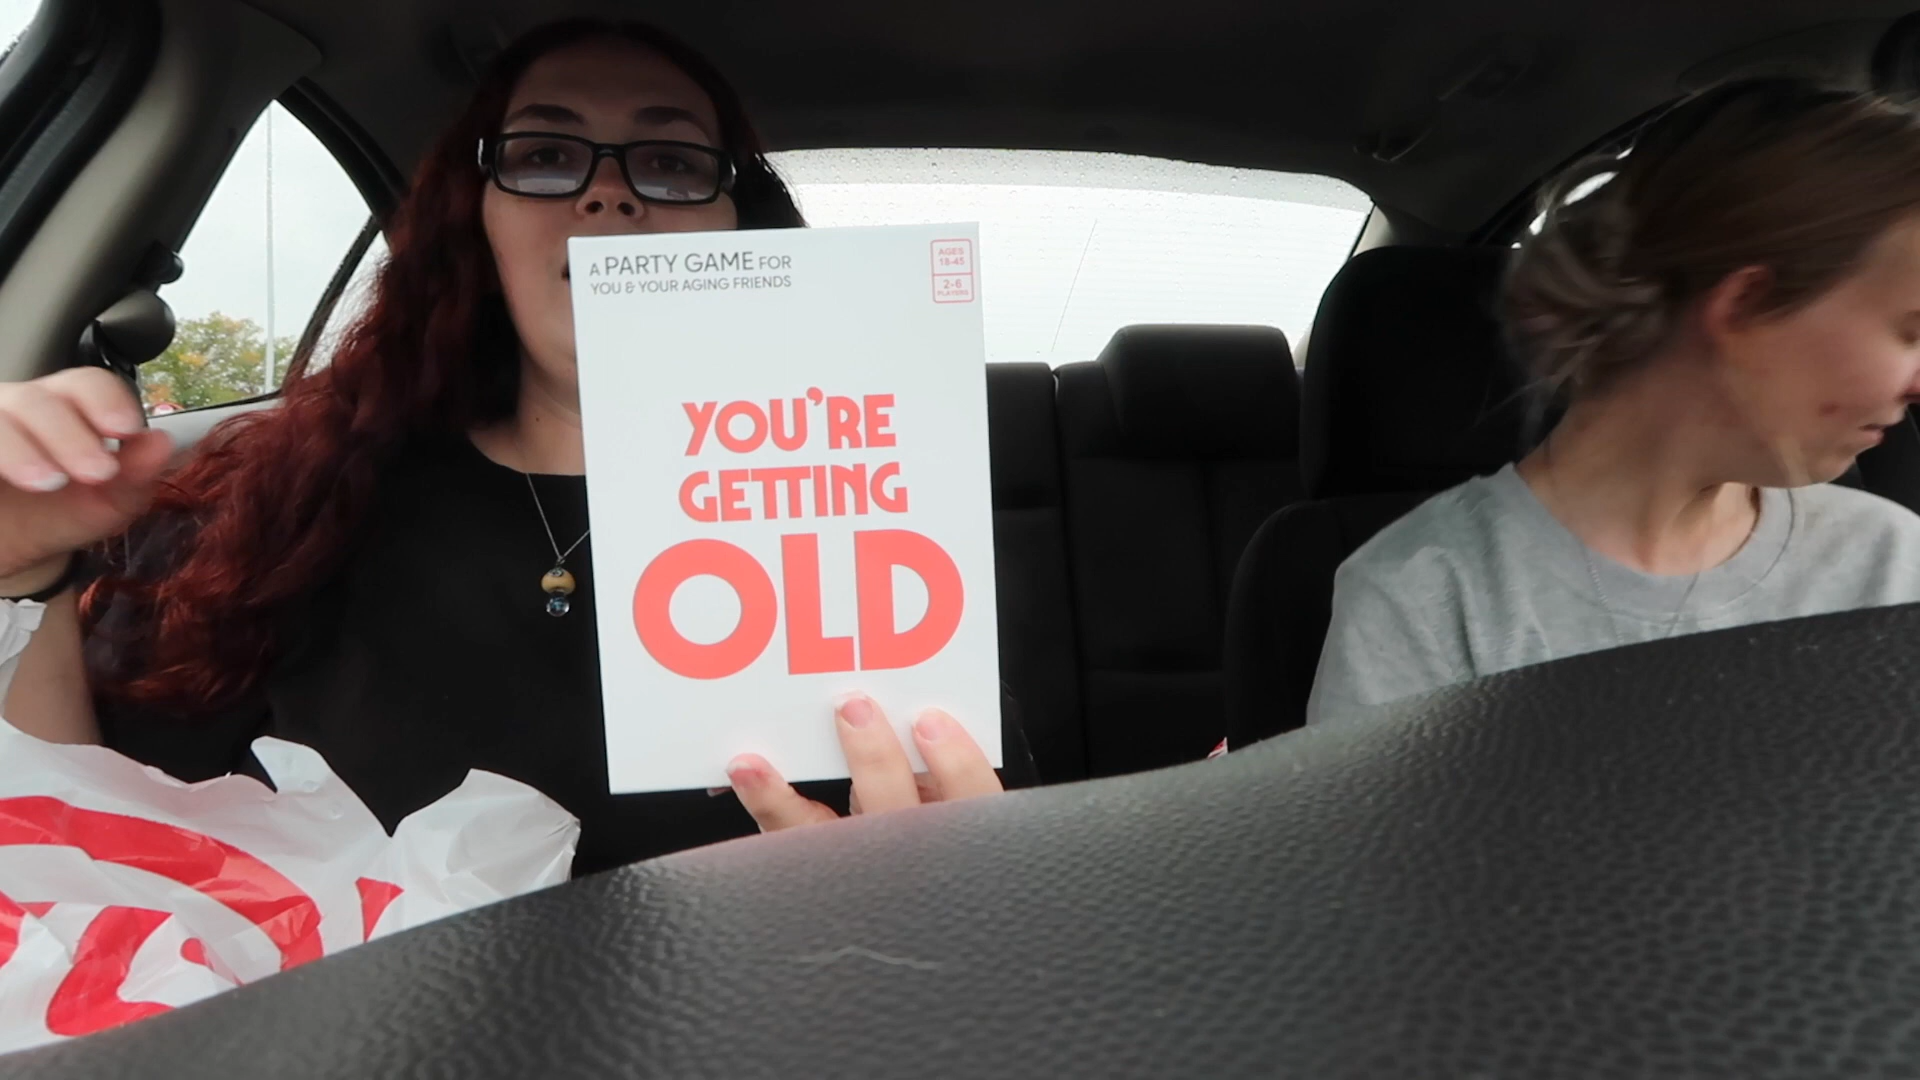 A PARTY GAME FOR
YOU & YOUR AGING FRIENDS
AGES
18-45
2-6
PLAYERS
YOU'RE
GETTING
OLD